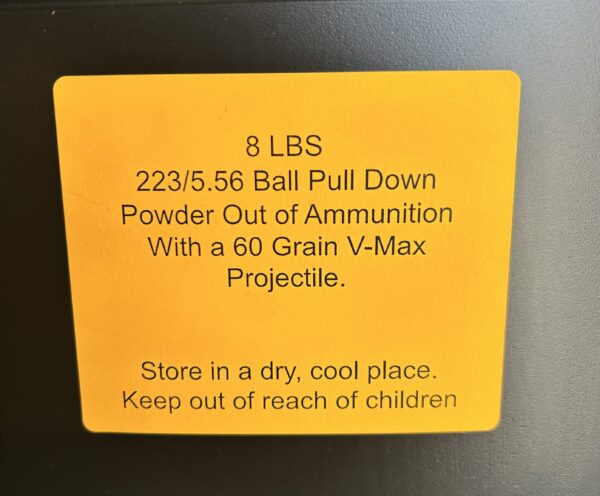 8 LBS
223/5.56 Ball Pull Down
Powder Out of Ammunition
With a 60 Grain V-Max
Projectile.
Store in a dry, cool place.
Keep out of reach of children